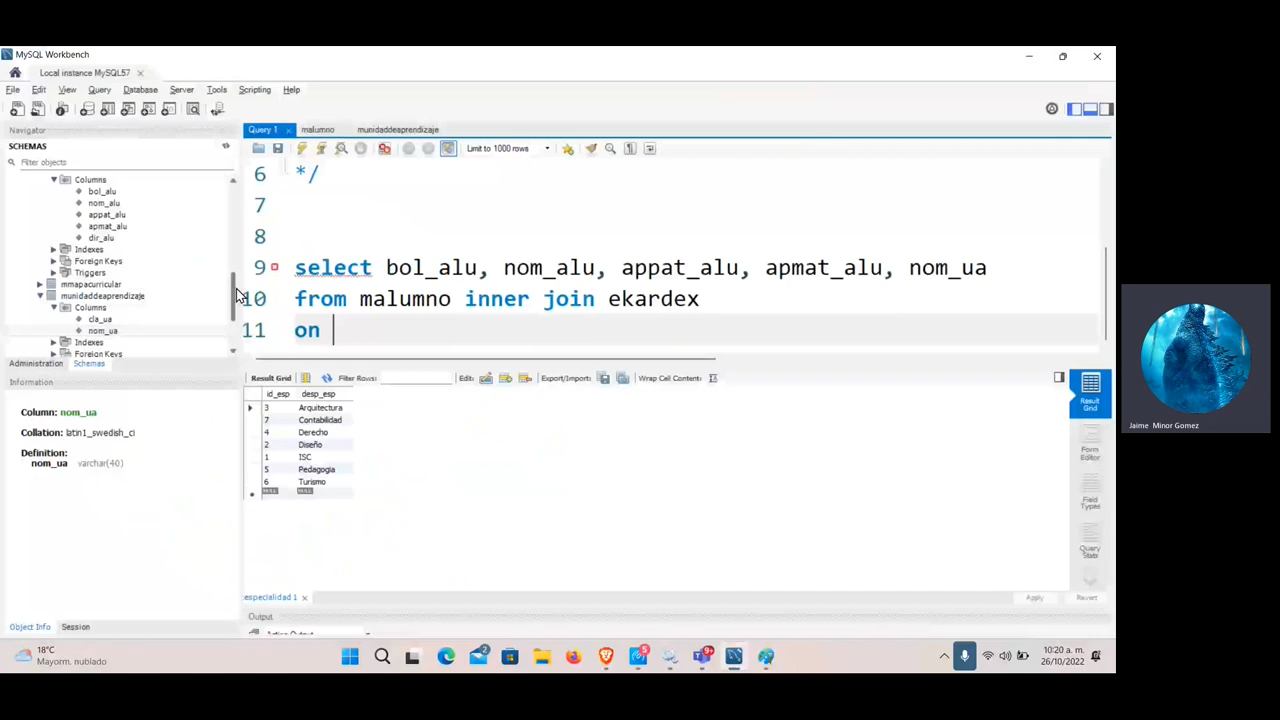 MySQL Workbench
Local instance MySQL57
File Edit View Query Database Server Tools Scripting Help
Navigator
SCHEMAS
Filter objects
Columns
bol_alu
nom_alu
appat_alu
apmat_alu
dir_alu
Indexes
Foreign Keys
Triggers
mmapacurricular
munidaddeaprendizaje
Columns
cla_ua
nom_ua
Indexes
Foreign Keys
Administration Schemas
Information
Column: nom_ua
Collation: latin1_swedish_ci
Definition:
nom_ua varchar(40)
Object Info Session
Query 1 malumno munidaddeaprendizaje
Limit to 1000 rows
6 */
7
8
9 select bol_alu, nom_alu, appat_alu, apmat_alu, nom_ua
10 from malumno inner join ekardex
11 on
Result Grid Filter Rows: Edit: Export/Import: Wrap Cell Content:
id_esp desp_esp
3 Arquitectura
7 Contabilidad
4 Derecho
2 Diseño
1 ISC
5 Pedagogia
6 Turismo
Result Grid
Form Editor
Field Types
Query Stats
especialidad 1
Apply Revert
Output
Jaime Minor Gomez
18°C
Mayorm. nublado
2
5
9+
10:20 a. m.
26/10/2022